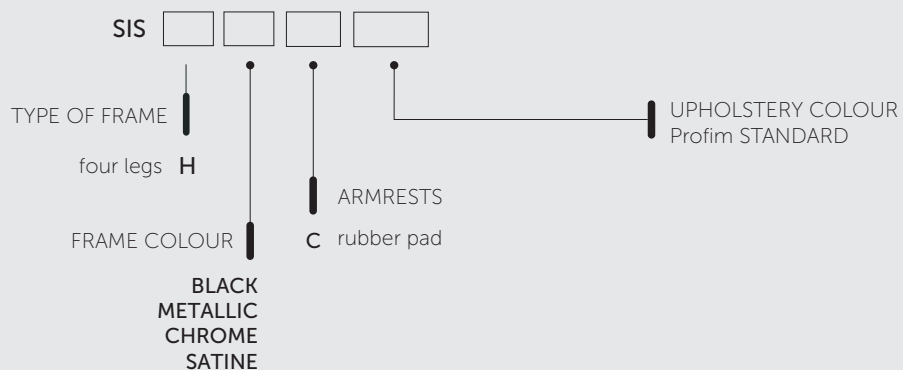 SIS
TYPE OF FRAME
four legs H
FRAME COLOUR
BLACK
METALLIC
CHROME
SATINE
ARMRESTS
C rubber pad
UPHOLSTERY COLOUR
Profim STANDARD